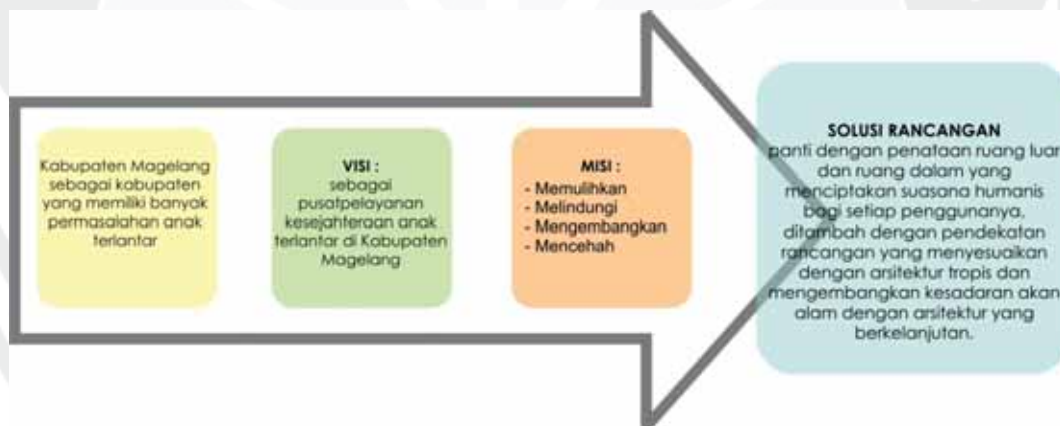 Kabupaten Magelang
sebagai kabupaten
yang memiliki banyak
permasalahan anak
terlantar
VISI :
sebagai
pusatpelayanan
kesejahteraan anak
terlantar di Kabupaten
Magelang
MISI :
- Memulihkan
- Melindungi
- Mengembangkan
- Mencehah
SOLUSI RANCANGAN
panti dengan penataan ruang luar
dan ruang dalam yang
menciptakan suasana humanis
bagi setiap penggunanya,
ditambah dengan pendekatan
rancangan yang menyesuaikan
dengan arsitektur tropis dan
mengembangkan kesadaran akan
alam dengan arsitektur yang
berkelanjutan.